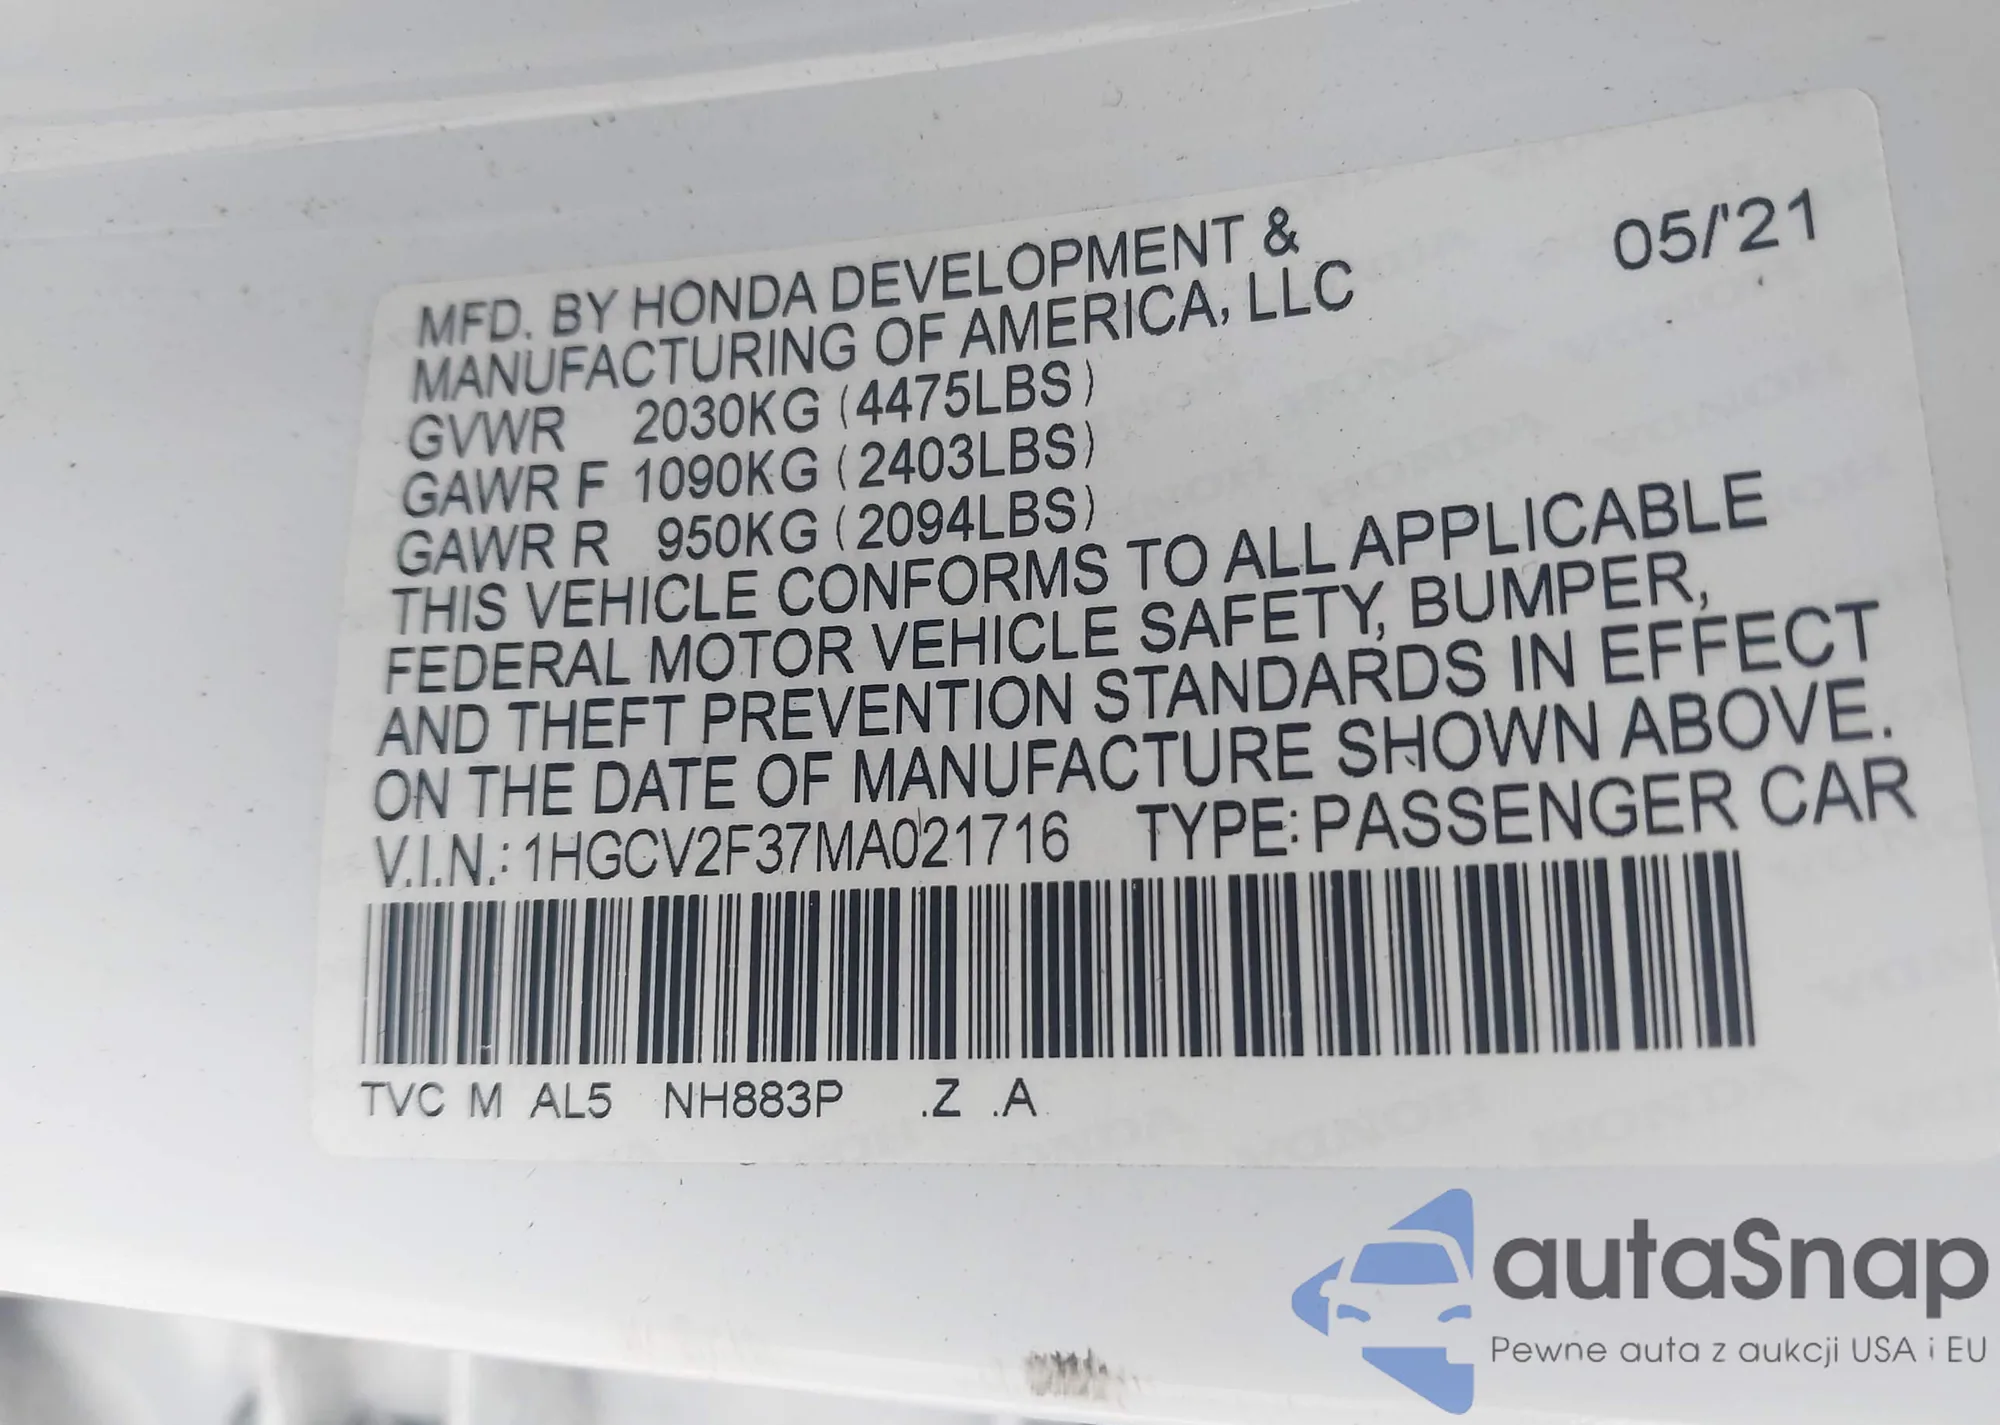 MFD. BY HONDA DEVELOPMENT &
MANUFACTURING OF AMERICA, LLC
05/'21
GVWR 2030KG (4475LBS)
GAWR F 1090KG (2403LBS)
GAWR R 950KG (2094LBS)
THIS VEHICLE CONFORMS TO ALL APPLICABLE
FEDERAL MOTOR VEHICLE SAFETY, BUMPER,
AND THEFT PREVENTION STANDARDS IN EFFECT
ON THE DATE OF MANUFACTURE SHOWN ABOVE.
V.I.N.: 1HGCV2F37MA021716 TYPE: PASSENGER CAR
TVC M AL5 NH883P .Z .A
autaSnap
Pewne auta z aukcji USA i EU